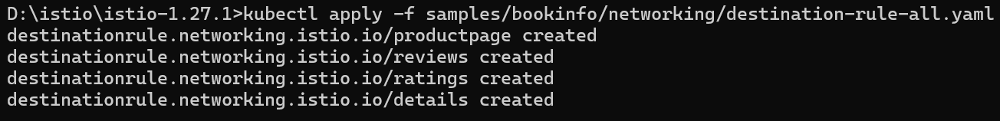 D:\istio\istio-1.27.1>kubectl apply -f samples/bookinfo/networking/destination-rule-all.yaml
destinationrule.networking.istio.io/productpage created
destinationrule.networking.istio.io/reviews created
destinationrule.networking.istio.io/ratings created
destinationrule.networking.istio.io/details created